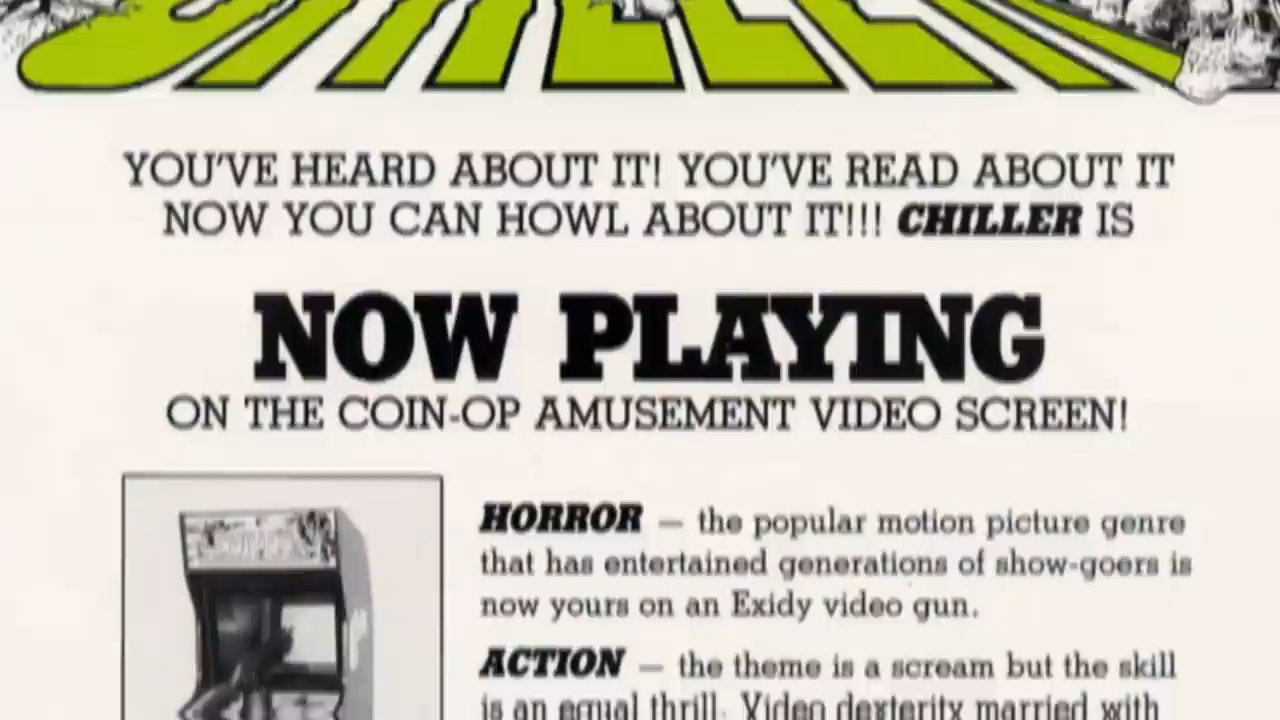 CHILLER
YOU'VE HEARD ABOUT IT! YOU'VE READ ABOUT IT
NOW YOU CAN HOWL ABOUT IT!!! CHILLER IS
NOW PLAYING
ON THE COIN-OP AMUSEMENT VIDEO SCREEN!
HORROR — the popular motion picture genre
that has entertained generations of show-goers is
now yours on an Exidy video gun.
ACTION — the theme is a scream but the skill
is an equal thrill. Video dexterity married with